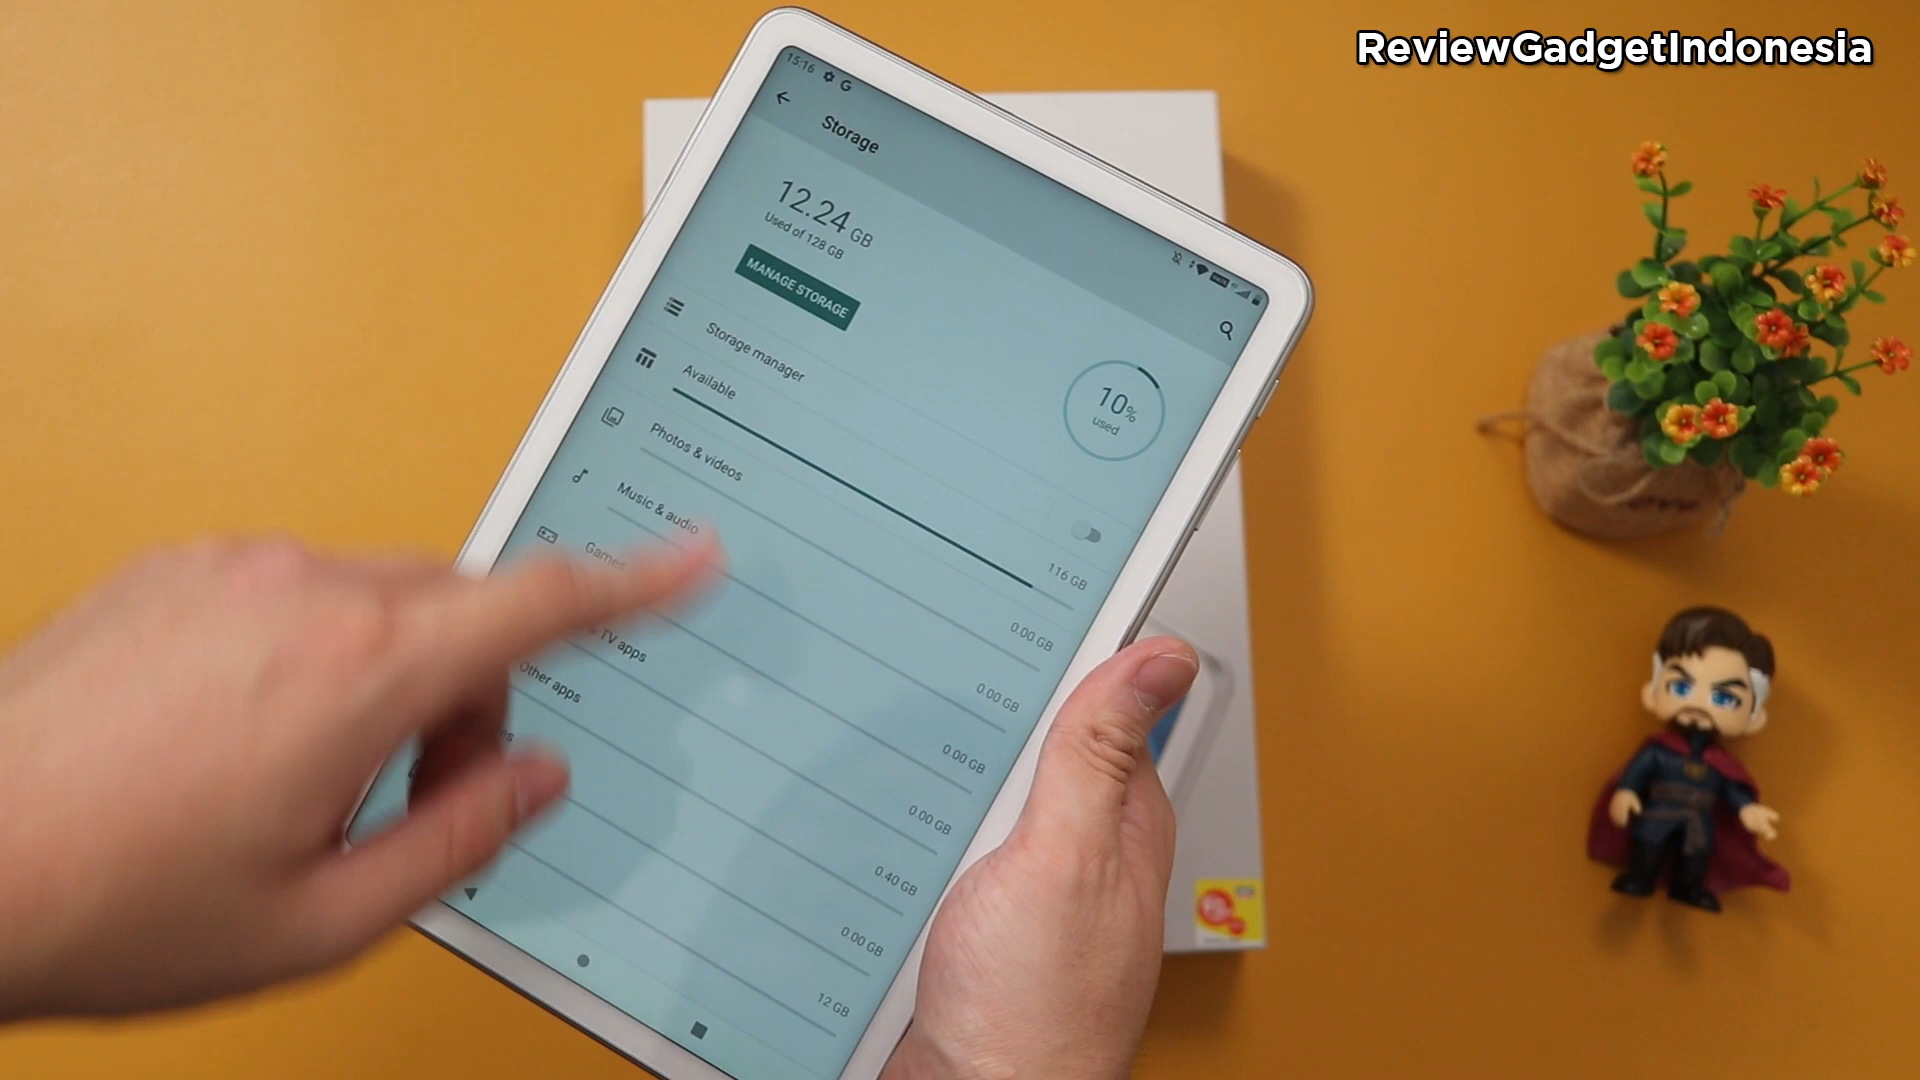 ReviewGadgetIndonesia
15:16
Storage
12.24 GB
Used of 128 GB
MANAGE STORAGE
10%
used
Storage manager
Available
116 GB
Photos & videos
0.00 GB
Music & audio
0.00 GB
Games
0.00 GB
TV apps
0.00 GB
Other apps
0.40 GB
0.00 GB
12 GB